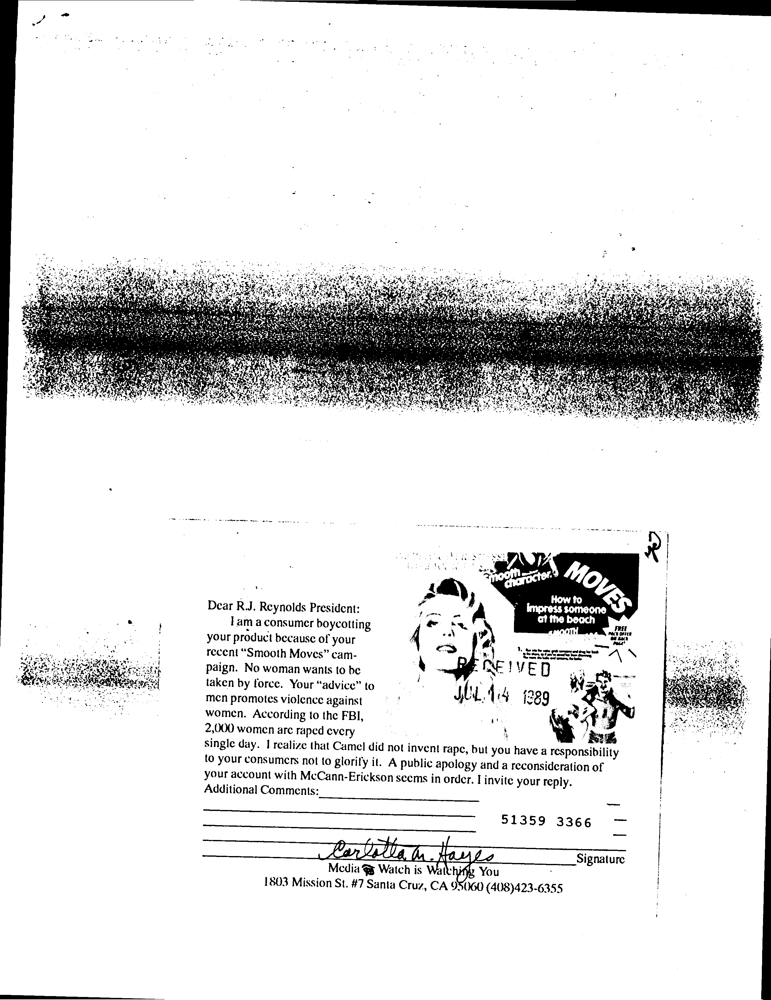 smooth
character.
MOVES
How to
impress someone
at the beach
SMOOTH
FREE
1.
Dear R.J. Reynolds President:
I am a consumer boycotting
your product because of your
recent "Smooth Moves" cam-
paign. No woman wants to be
taken by force. Your "advice" to
men promotes violence against
women. According to the FBI,
2,000 women are raped every
single day. I realize that Camel did not invent rape, but you have a responsibility
to your consumers not to glorify it. A public apology and a reconsideration of
your account with McCann-Erickson seems in order. I invite your reply.
RECEIVED
JUL 14 1989
Additional Comments:
51359 3366
Carlotta M. Hayes
Signature
Media Watch is Watching You
1803 Mission St. #7 Santa Cruz, CA 95060 (408)423-6355